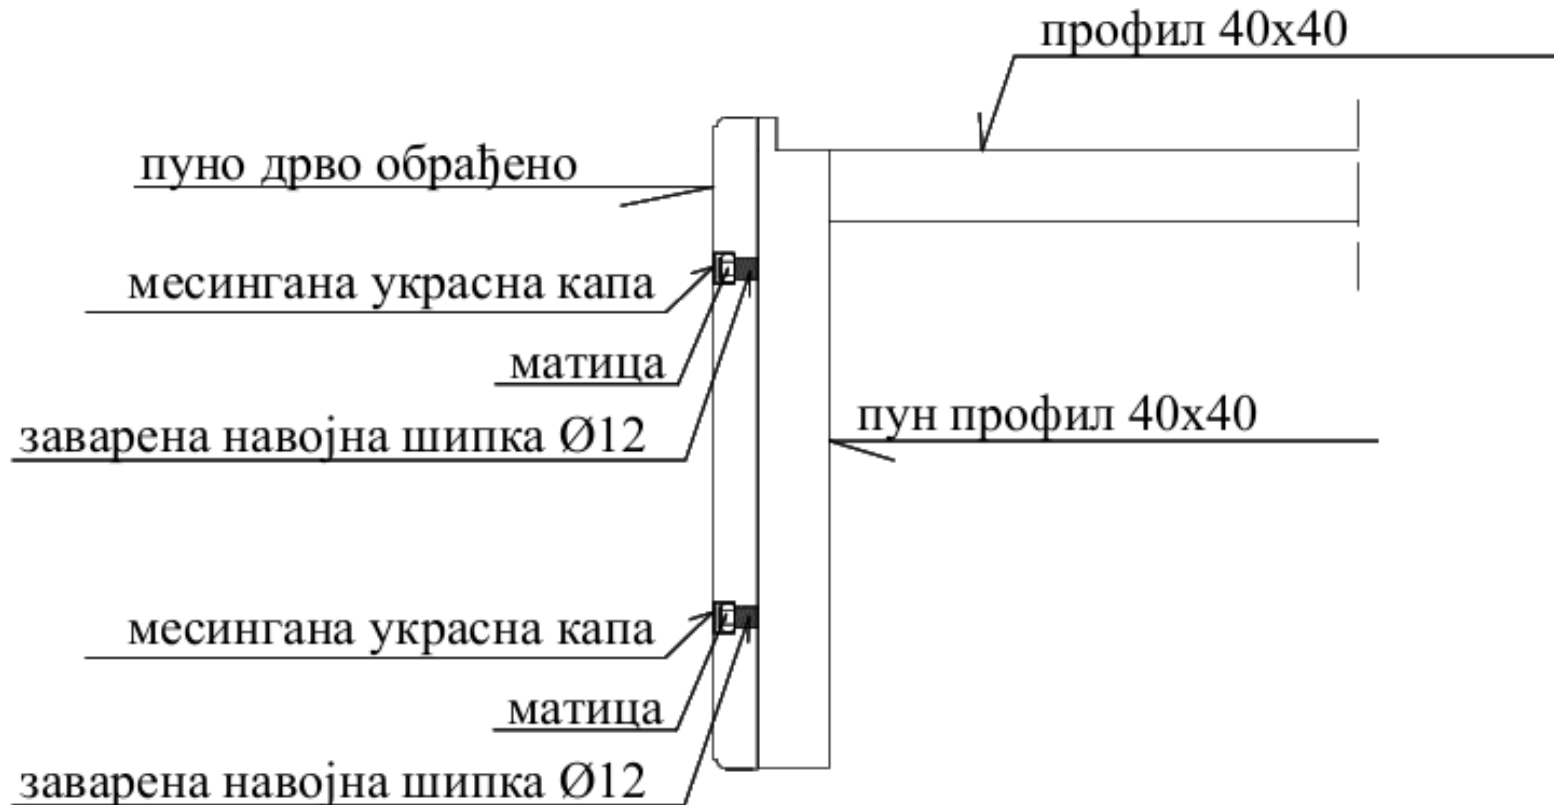 профил 40x40
пуно дрво обрађено
месингана украсна капа
матица
заварена навојна шипка Ø12
пун профил 40x40
месингана украсна капа
матица
заварена навојна шипка Ø12